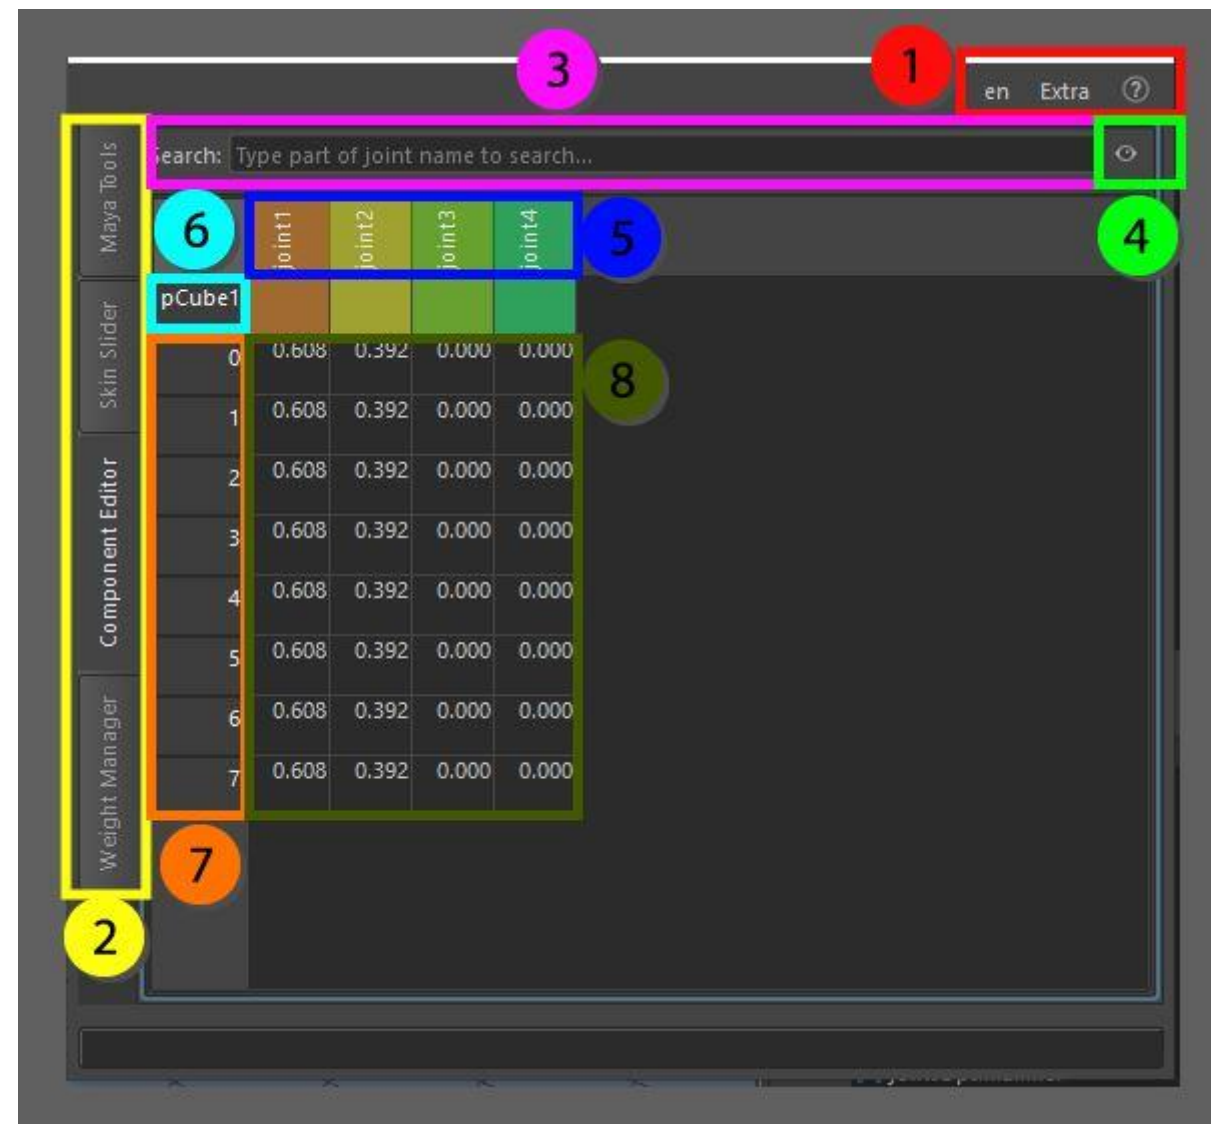 3
1
en Extra ?
Search: Type part of joint name to search...
Maya Tools
Skin Slider
Component Editor
Weight Manager
6
joint1 joint2 joint3 joint4
5
4
pCube1
0 0.608 0.392 0.000 0.000
8
1 0.608 0.392 0.000 0.000
2 0.608 0.392 0.000 0.000
3 0.608 0.392 0.000 0.000
4 0.608 0.392 0.000 0.000
5 0.608 0.392 0.000 0.000
6 0.608 0.392 0.000 0.000
7 0.608 0.392 0.000 0.000
7
2